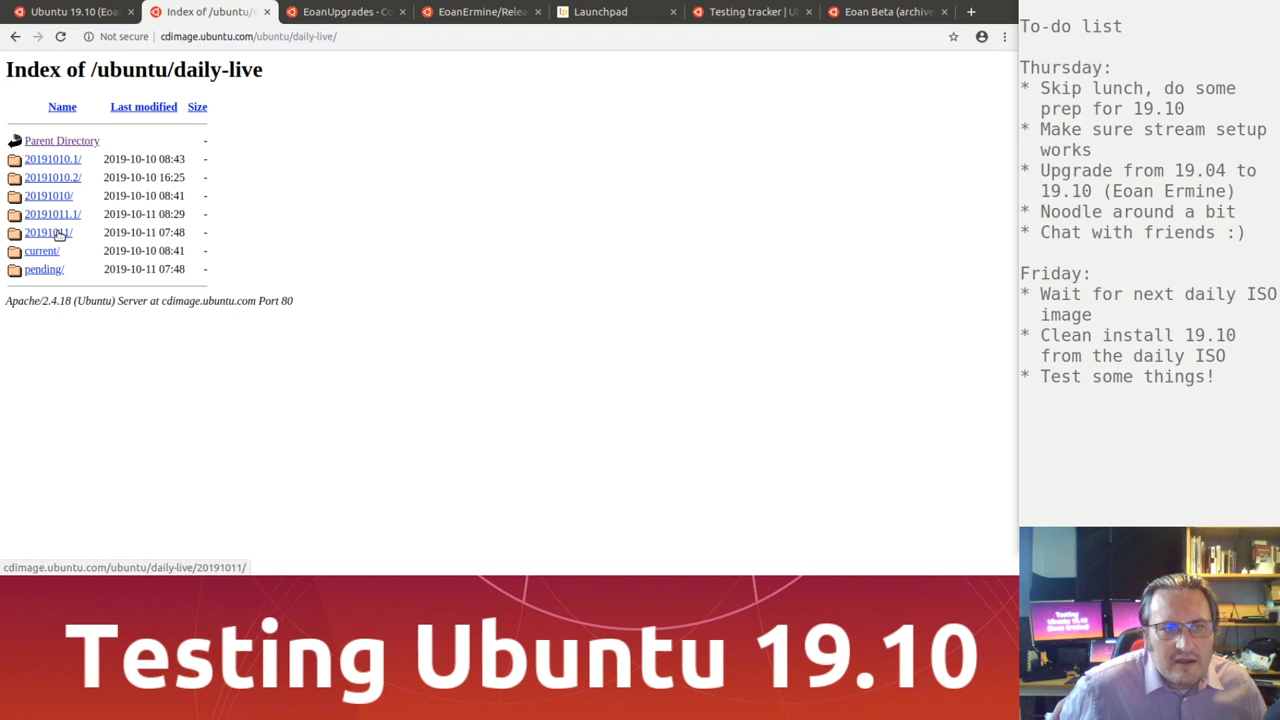 Ubuntu 19.10 (Eoa
Index of /ubuntu/
EoanUpgrades - Co
EoanErmine/Rele
Launchpad
Testing tracker | U
Eoan Beta (archive
Not secure
cdimage.ubuntu.com/ubuntu/daily-live/
Index of /ubuntu/daily-live
Name Last modified Size
Parent Directory -
20191010.1/ 2019-10-10 08:43 -
20191010.2/ 2019-10-10 16:25 -
20191010/ 2019-10-10 08:41 -
20191011.1/ 2019-10-11 08:29 -
20191011/ 2019-10-11 07:48 -
current/ 2019-10-10 08:41 -
pending/ 2019-10-11 07:48 -
Apache/2.4.18 (Ubuntu) Server at cdimage.ubuntu.com Port 80
cdimage.ubuntu.com/ubuntu/daily-live/20191011/
To-do list
Thursday:
* Skip lunch, do some
prep for 19.10
* Make sure stream setup
works
* Upgrade from 19.04 to
19.10 (Eoan Ermine)
* Noodle around a bit
* Chat with friends :)
Friday:
* Wait for next daily ISO
image
* Clean install 19.10
from the daily ISO
* Test some things!
Testing Ubuntu 19.10